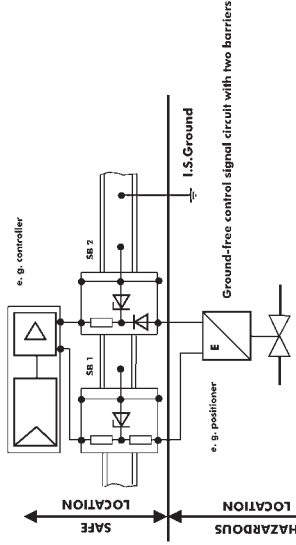 e. g. controller
SB 2
SB 1
I.S.Ground
Ground-free control signal circuit with two barriers
E
e. g. positioner
SAFE
LOCATION
HAZARDOUS
LOCATION